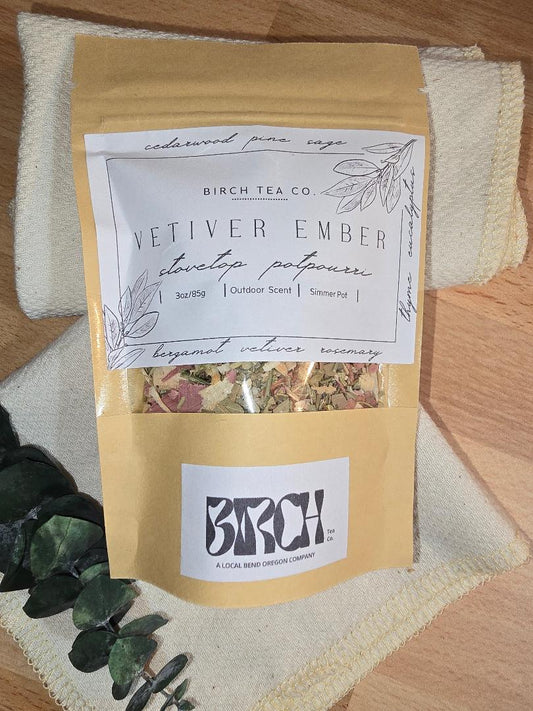 cedarwood pine sage
thyme eucalyptus
BIRCH TEA CO.
VETIVER EMBER
stovetop potpourri
| 3oz/85g | Outdoor Scent | Simmer Pot |
bergamot vetiver rosemary
BIRCH Tea Co.
A LOCAL BEND OREGON COMPANY